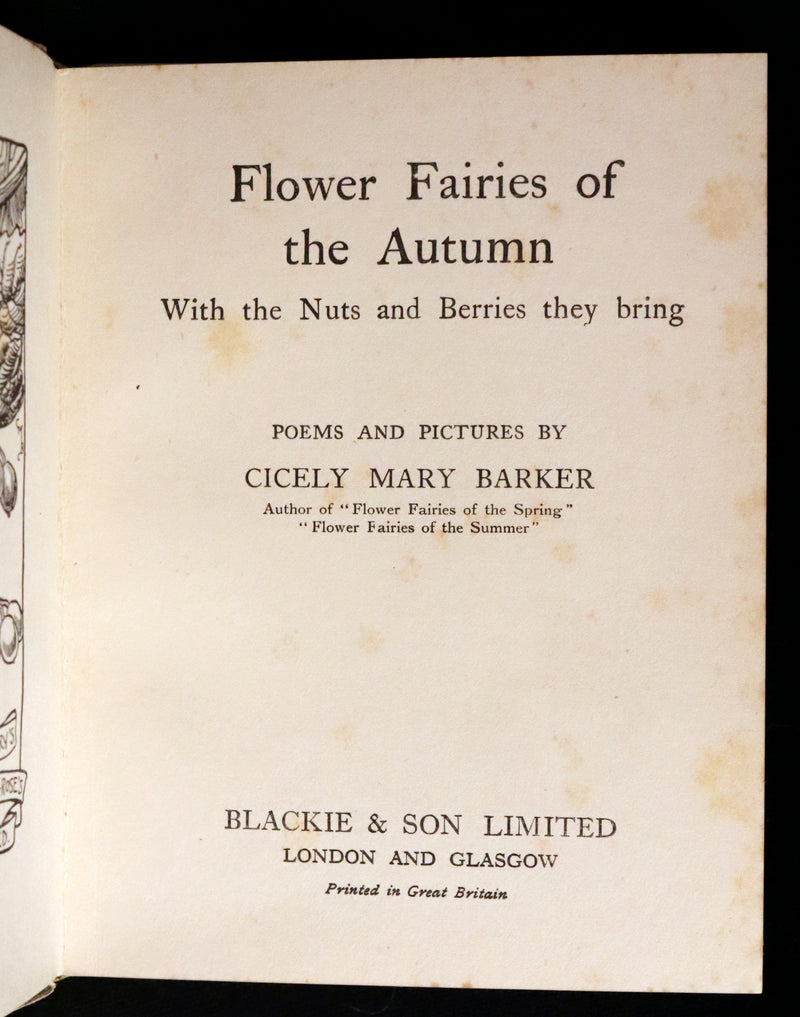 Flower Fairies of
the Autumn
With the Nuts and Berries they bring
POEMS AND PICTURES BY
CICELY MARY BARKER
Author of "Flower Fairies of the Spring"
"Flower Fairies of the Summer"
BLACKIE & SON LIMITED
LONDON AND GLASGOW
Printed in Great Britain